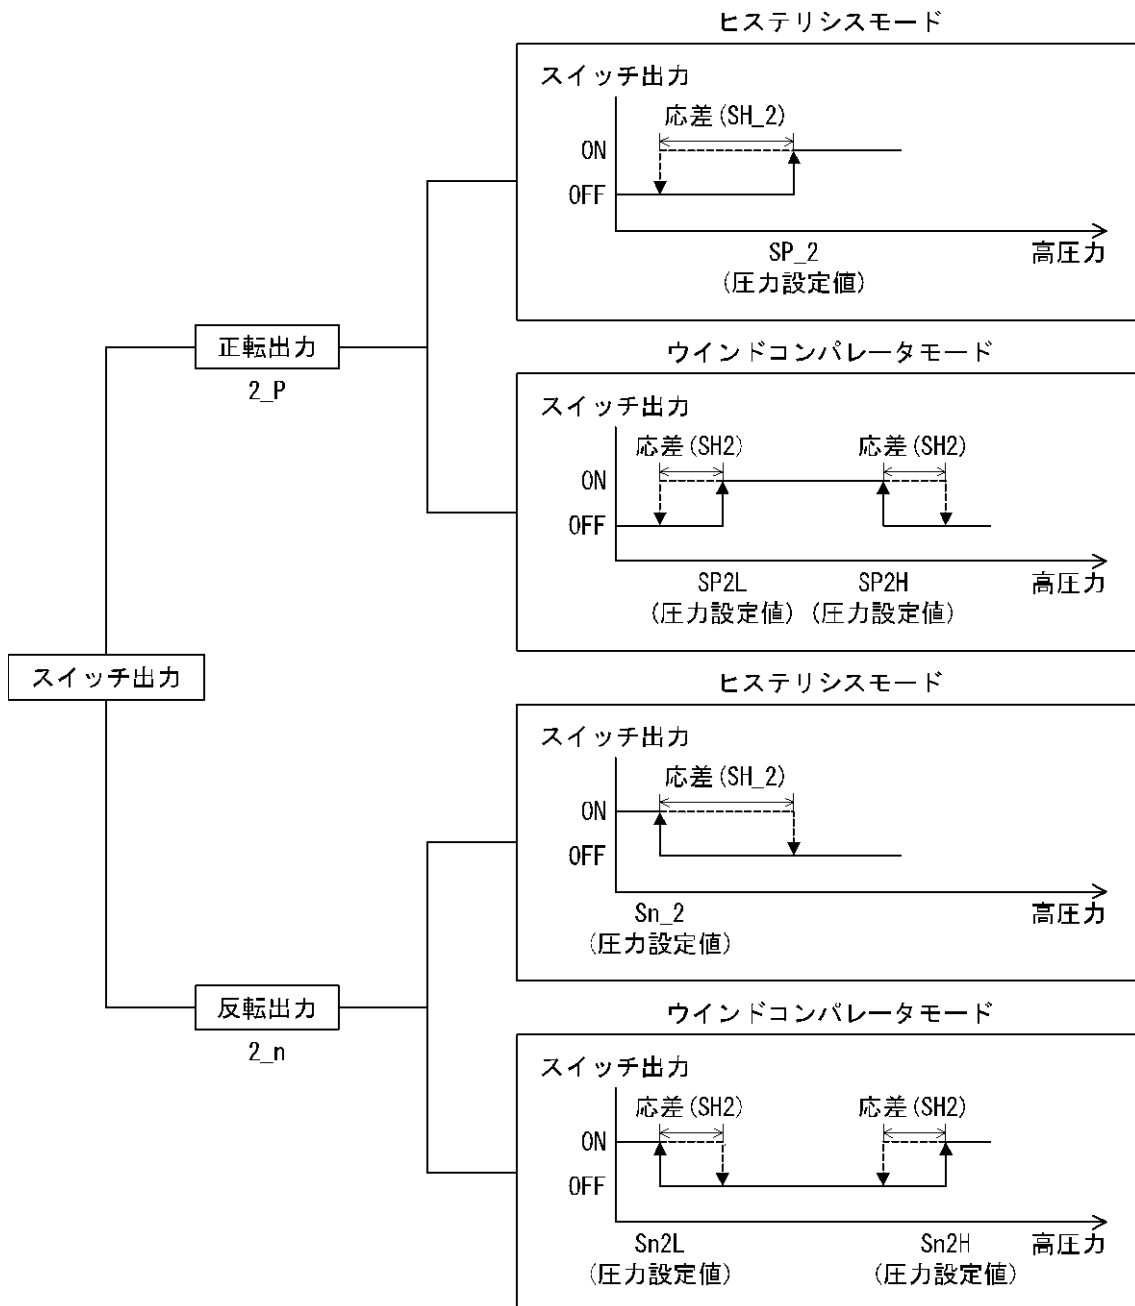 ヒステリシスモード
スイッチ出力
応差(SH_2)
ON
OFF
SP_2
(圧力設定値)
高圧力
正転出力
2_P
ウインドコンパレータモード
スイッチ出力
応差(SH2)
応差(SH2)
ON
OFF
SP2L
(圧力設定値)
SP2H
(圧力設定値)
高圧力
スイッチ出力
ヒステリシスモード
スイッチ出力
応差(SH_2)
ON
OFF
Sn_2
(圧力設定値)
高圧力
反転出力
2_n
ウインドコンパレータモード
スイッチ出力
応差(SH2)
応差(SH2)
ON
OFF
Sn2L
(圧力設定値)
Sn2H
(圧力設定値)
高圧力